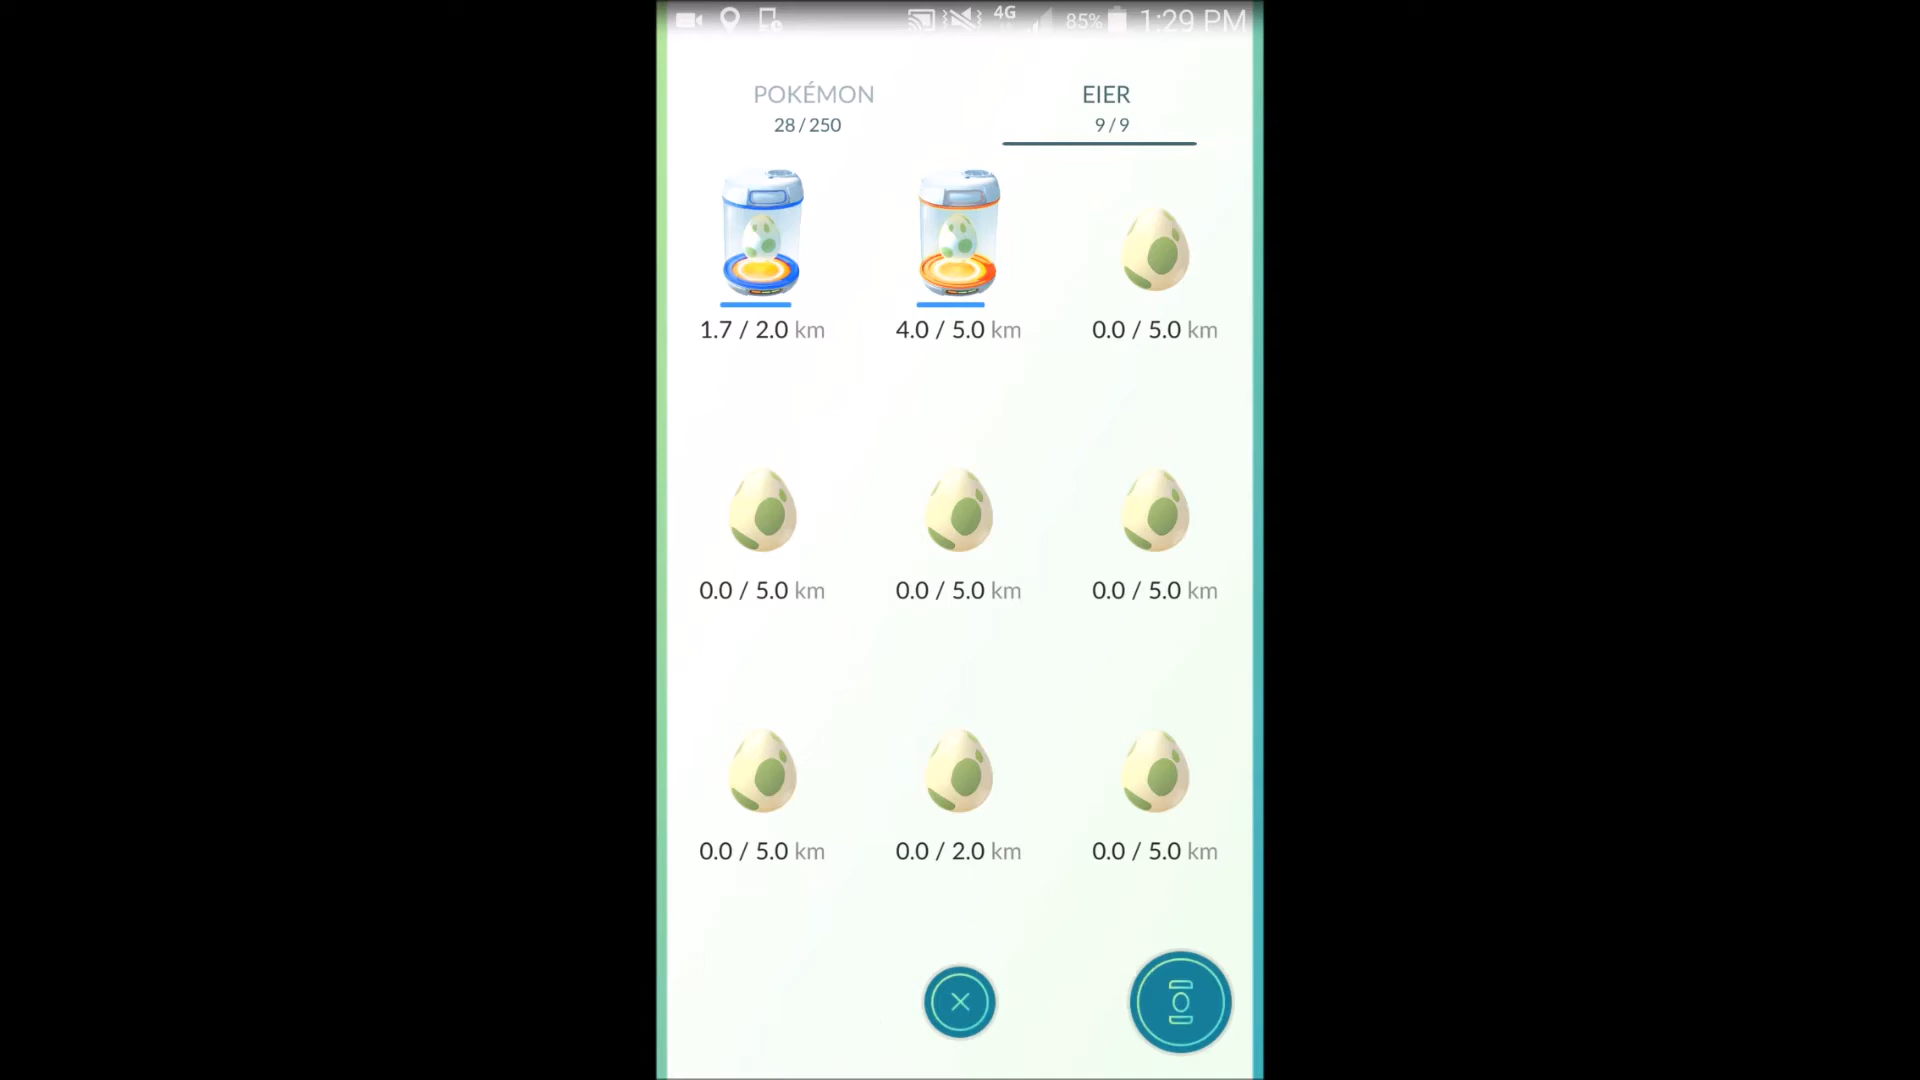 4G 85% 1:29 PM
POKÉMON EIER
28/250 9/9
1.7 / 2.0 km 4.0 / 5.0 km 0.0 / 5.0 km
0.0 / 5.0 km 0.0 / 5.0 km 0.0 / 5.0 km
0.0 / 5.0 km 0.0 / 2.0 km 0.0 / 5.0 km